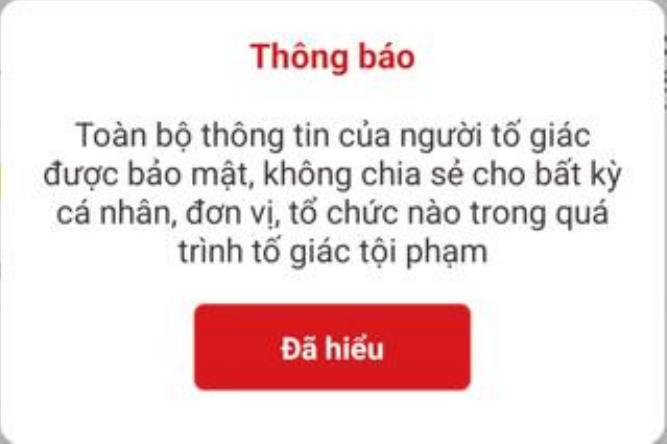 Thông báo
Toàn bộ thông tin của người tố giác
được bảo mật, không chia sẻ cho bất kỳ
cá nhân, đơn vị, tổ chức nào trong quá
trình tố giác tội phạm
Đã hiểu